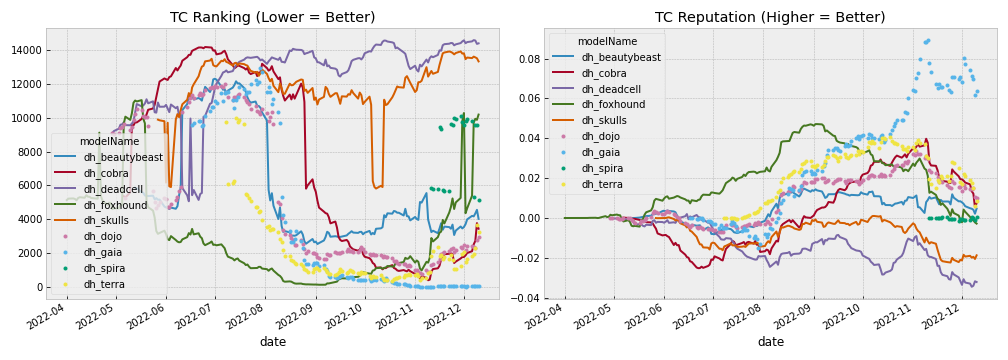 TC Ranking (Lower = Better)
14000
12000
10000
8000
6000
4000
2000
0
modelName
dh_beautybeast
dh_cobra
dh_deadcell
dh_foxhound
dh_skulls
dh_dojo
dh_gaia
dh_spira
dh_terra
2022-04
2022-05
2022-06
2022-07
2022-08
2022-09
2022-10
2022-11
2022-12
date
TC Reputation (Higher = Better)
0.08
0.06
0.04
0.02
0.00
−0.02
−0.04
modelName
dh_beautybeast
dh_cobra
dh_deadcell
dh_foxhound
dh_skulls
dh_dojo
dh_gaia
dh_spira
dh_terra
2022-04
2022-05
2022-06
2022-07
2022-08
2022-09
2022-10
2022-11
2022-12
date